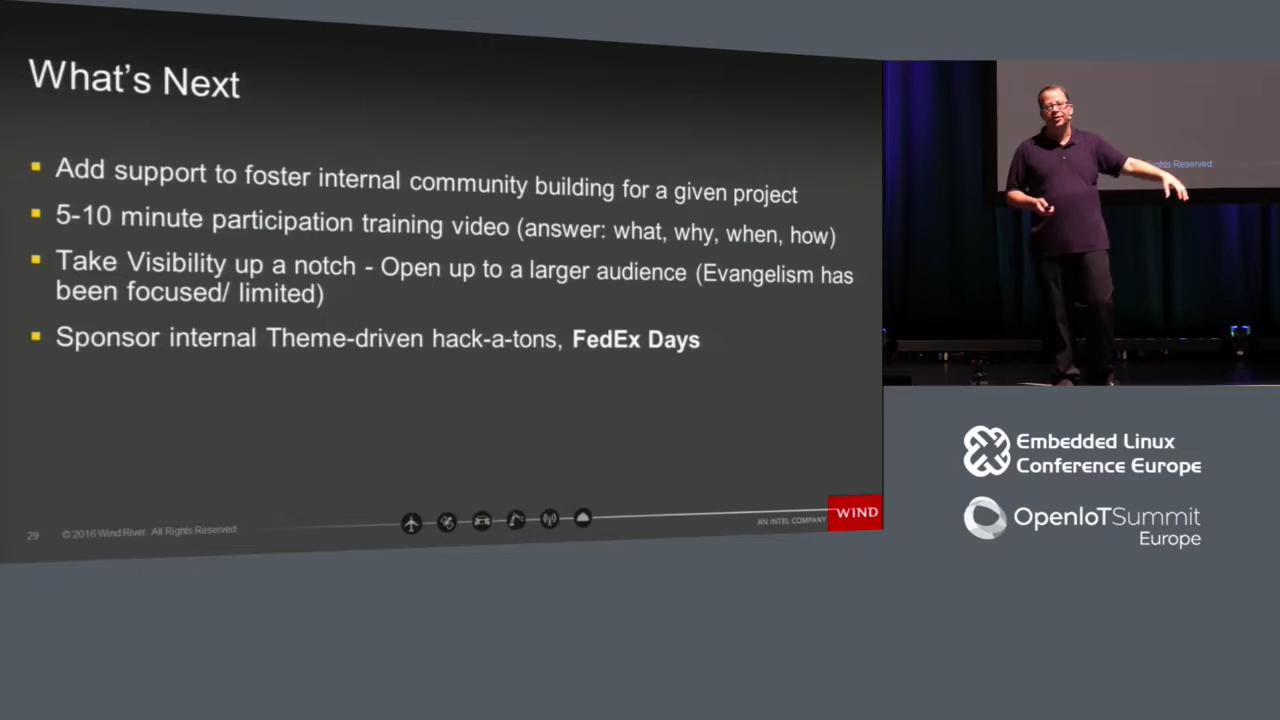 What's Next
Add support to foster internal community building for a given project
5-10 minute participation training video (answer: what, why, when, how)
Take Visibility up a notch - Open up to a larger audience (Evangelism has
been focused/ limited)
Sponsor internal Theme-driven hack-a-tons, FedEx Days
29 © 2016 Wind River. All Rights Reserved.
AN INTEL COMPANY
WIND
Rights Reserved.
Embedded Linux
Conference Europe
OpenIoTSummit
Europe